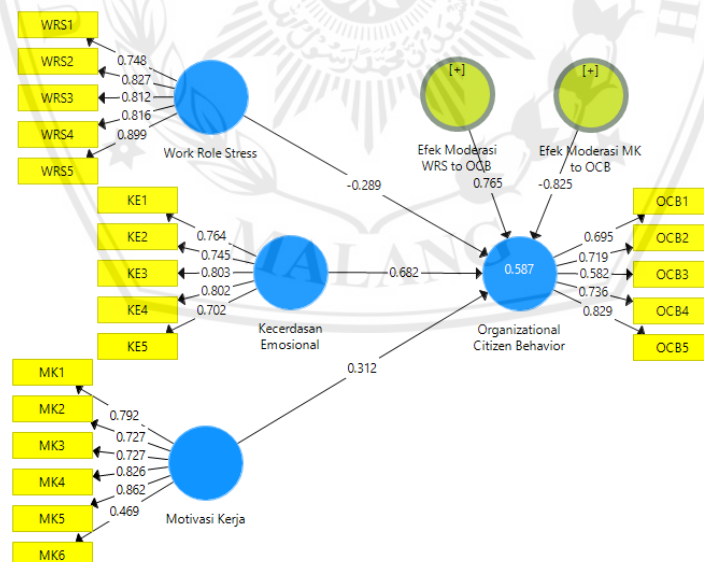 WRS1
WRS2
WRS3
WRS4
WRS5
0.748
0.827
0.812
0.816
0.899
Work Role Stress
[+]
[+]
Efek Moderasi
WRS to OCB
Efek Moderasi MK
to OCB
0.765
-0.825
-0.289
KE1
KE2
KE3
KE4
KE5
0.764
0.745
0.803
0.802
0.702
Kecerdasan
Emosional
0.682
0.587
Organizational
Citizen Behavior
0.695
0.719
0.582
0.736
0.829
OCB1
OCB2
OCB3
OCB4
OCB5
MALANG
0.312
MK1
MK2
MK3
MK4
MK5
MK6
0.792
0.727
0.727
0.826
0.862
0.469
Motivasi Kerja